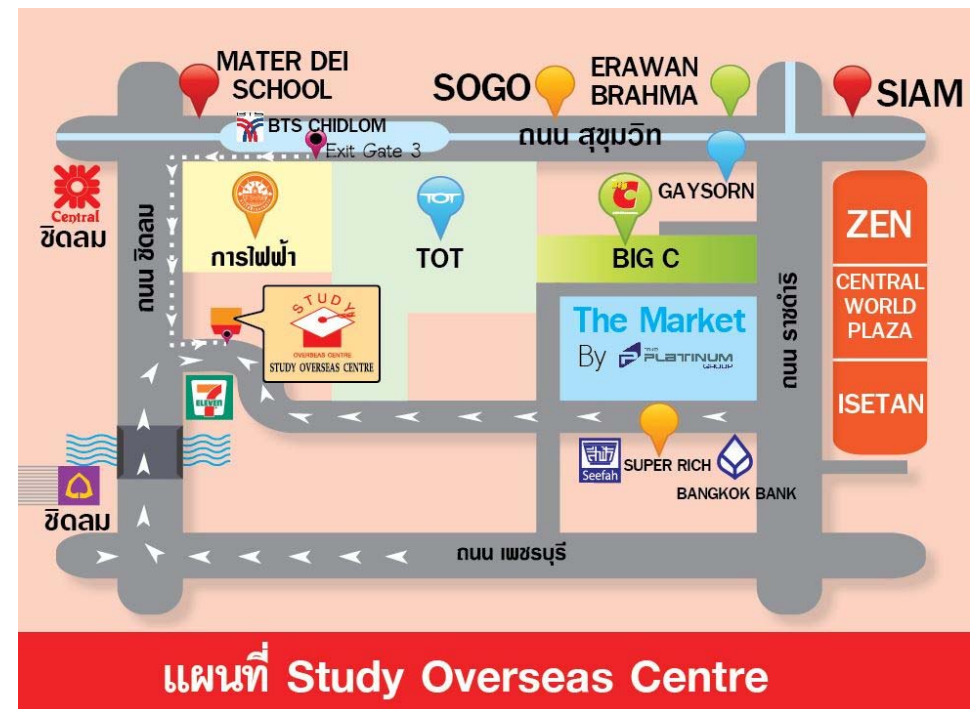 MATER DEI
SCHOOL
SOGO
ERAWAN
BRAHMA
SIAM
BTS CHIDLOM
Exit Gate 3
ถนน สุขุมวิท
Central
ชิดลม
ถนน ชิดลม
การไฟฟ้า
TOT
TOT
GAYSORN
BIG C
ZEN
CENTRAL
WORLD
PLAZA
ISETAN
ถนน ราชดำริ
The Market
By THE PLATINUM GROUP
STUDY
OVERSEAS CENTRE
STUDY OVERSEAS CENTRE
7 ELEVEN
Seefah
SUPER RICH
BANGKOK BANK
ชิดลม
ถนน เพชรบุรี
แผนที่ Study Overseas Centre